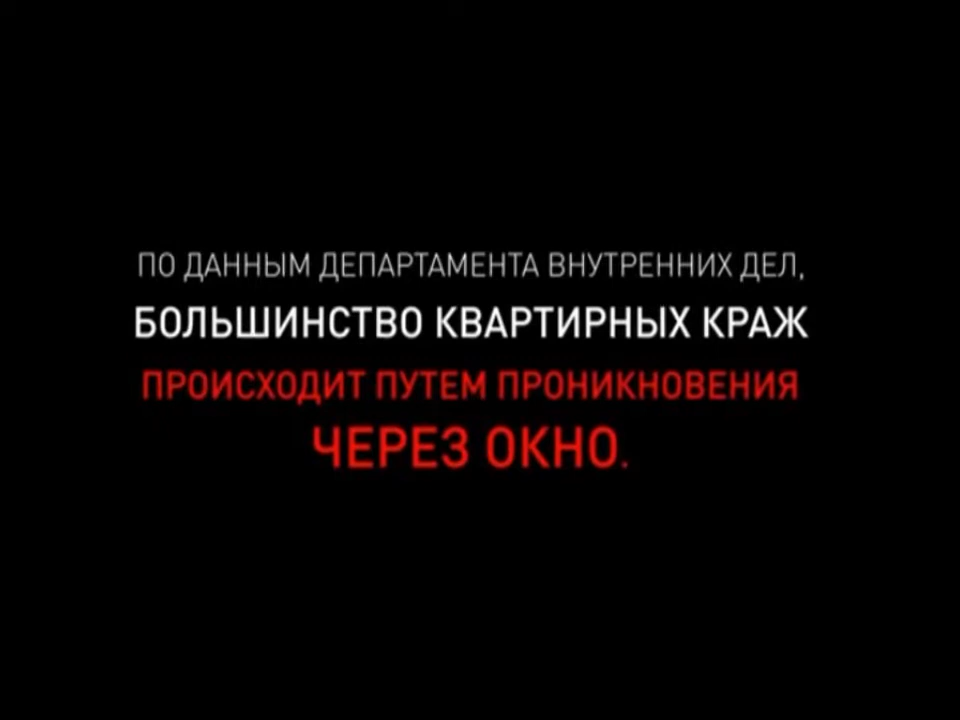 ПО ДАННЫМ ДЕПАРТАМЕНТА ВНУТРЕННИХ ДЕЛ,
БОЛЬШИНСТВО КВАРТИРНЫХ КРАЖ
ПРОИСХОДИТ ПУТЕМ ПРОНИКНОВЕНИЯ
ЧЕРЕЗ ОКНО.